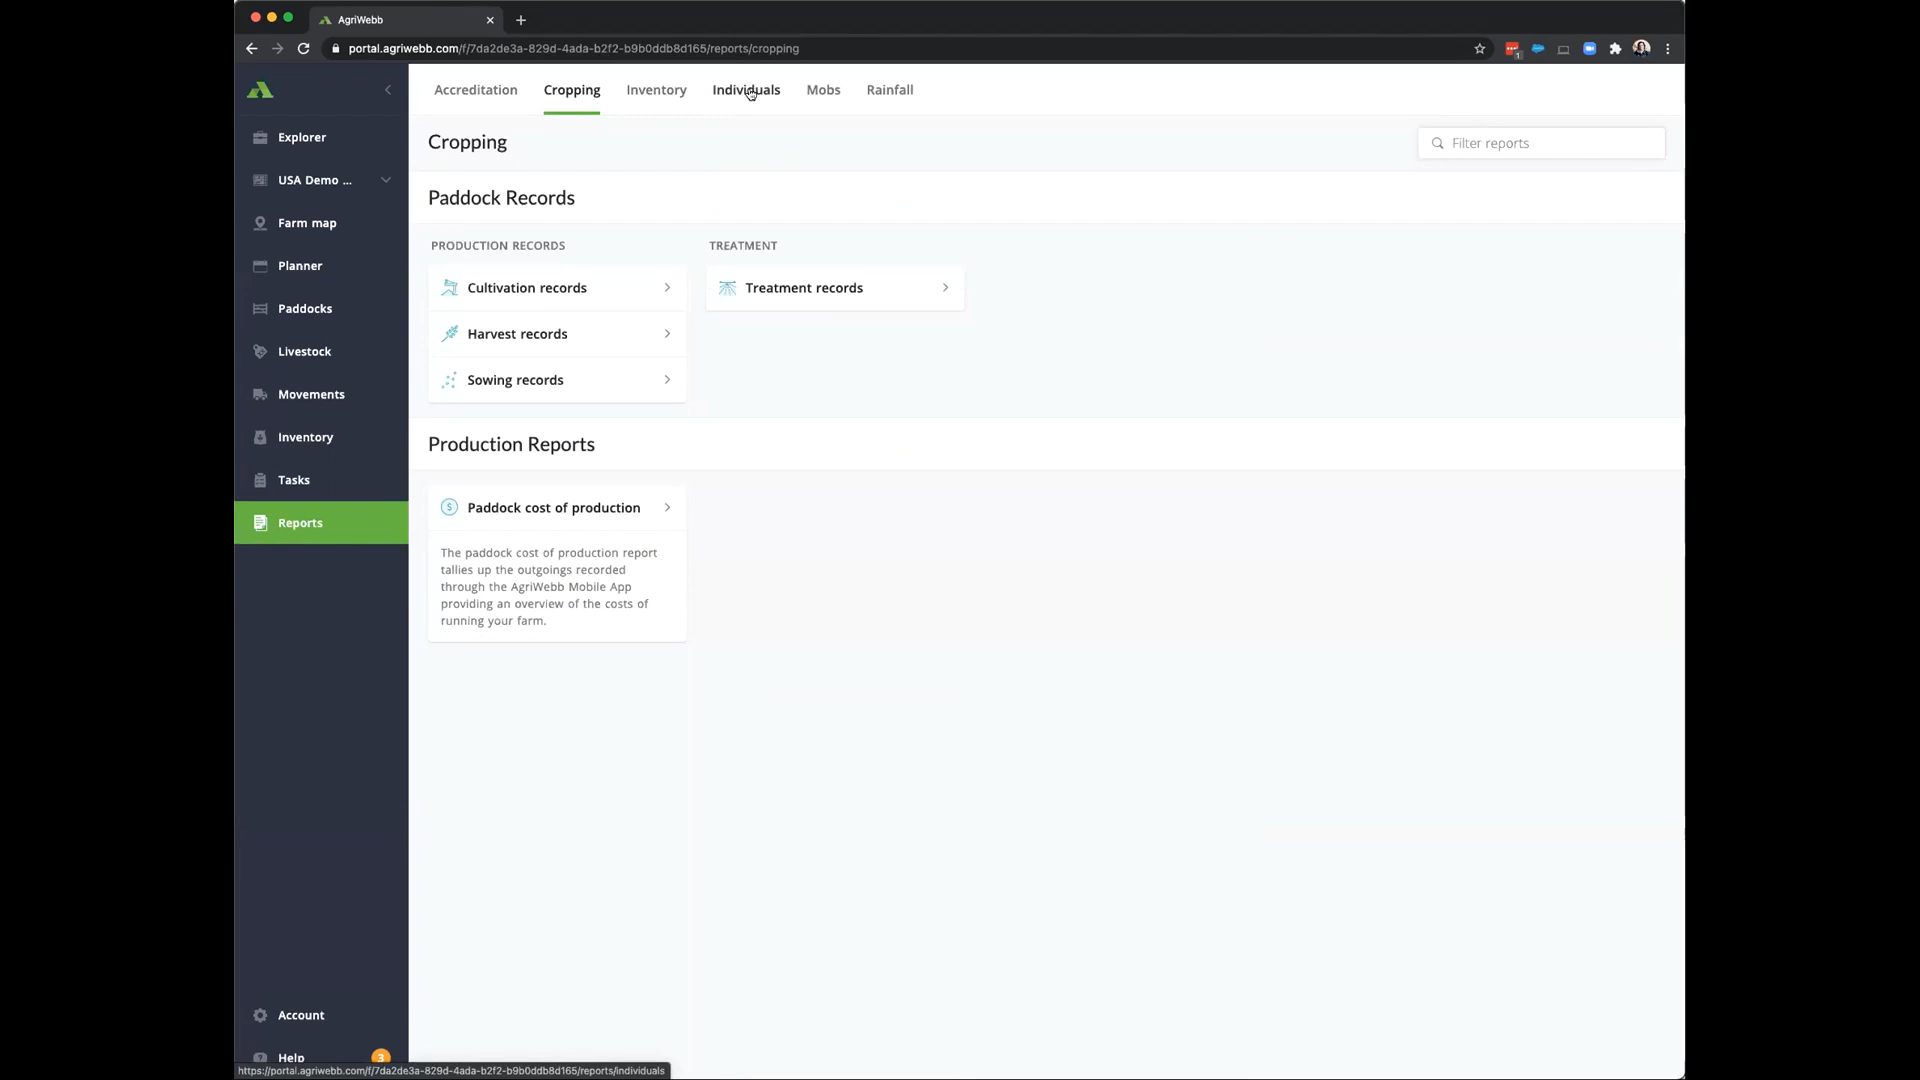 AgriWebb
portal.agriwebb.com/f/7da2de3a-829d-4ada-b2f2-b9b0ddb8d165/reports/cropping
1
Accreditation Cropping Inventory Individuals Mobs Rainfall
Explorer
USA Demo ...
Farm map
Planner
Paddocks
Livestock
Movements
Inventory
Tasks
Reports
Account
Help 3
Cropping
Filter reports
Paddock Records
PRODUCTION RECORDS TREATMENT
Cultivation records Treatment records
Harvest records
Sowing records
Production Reports
$ Paddock cost of production
The paddock cost of production report
tallies up the outgoings recorded
through the AgriWebb Mobile App
providing an overview of the costs of
running your farm.
https://portal.agriwebb.com/f/7da2de3a-829d-4ada-b2f2-b9b0ddb8d165/reports/individuals